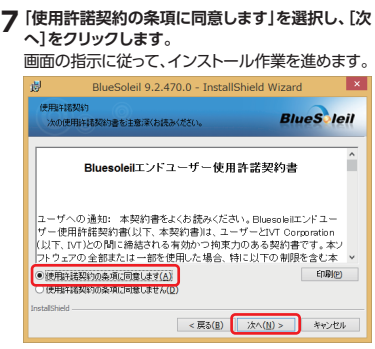 7 「使用許諾契約の条項に同意します」を選択し、[次
へ]をクリックします。
画面の指示に従って、インストール作業を進めます。
BlueSoleil 9.2.470.0 - InstallShield Wizard
使用許諾契約
次の使用許諾契約書を注意深くお読みください。
BlueSoleil
Bluesoleilエンドユーザー使用許諾契約書
ユーザへの通知: 本契約書をよくお読みください。Bluesoleilエンドユー
ザー使用許諾契約書(以下、本契約書)は、ユーザーとIVT Corporation
(以下、IVT)との間に締結される有効かつ拘束力のある契約書です。本ソ
フトウェアの全部または一部を使用した場合、特に以下の制限を含む本
使用許諾契約の条項に同意します(A)
印刷(P)
使用許諾契約の条項に同意しません(D)
InstallShield
< 戻る(B)
次へ(N) >
キャンセル